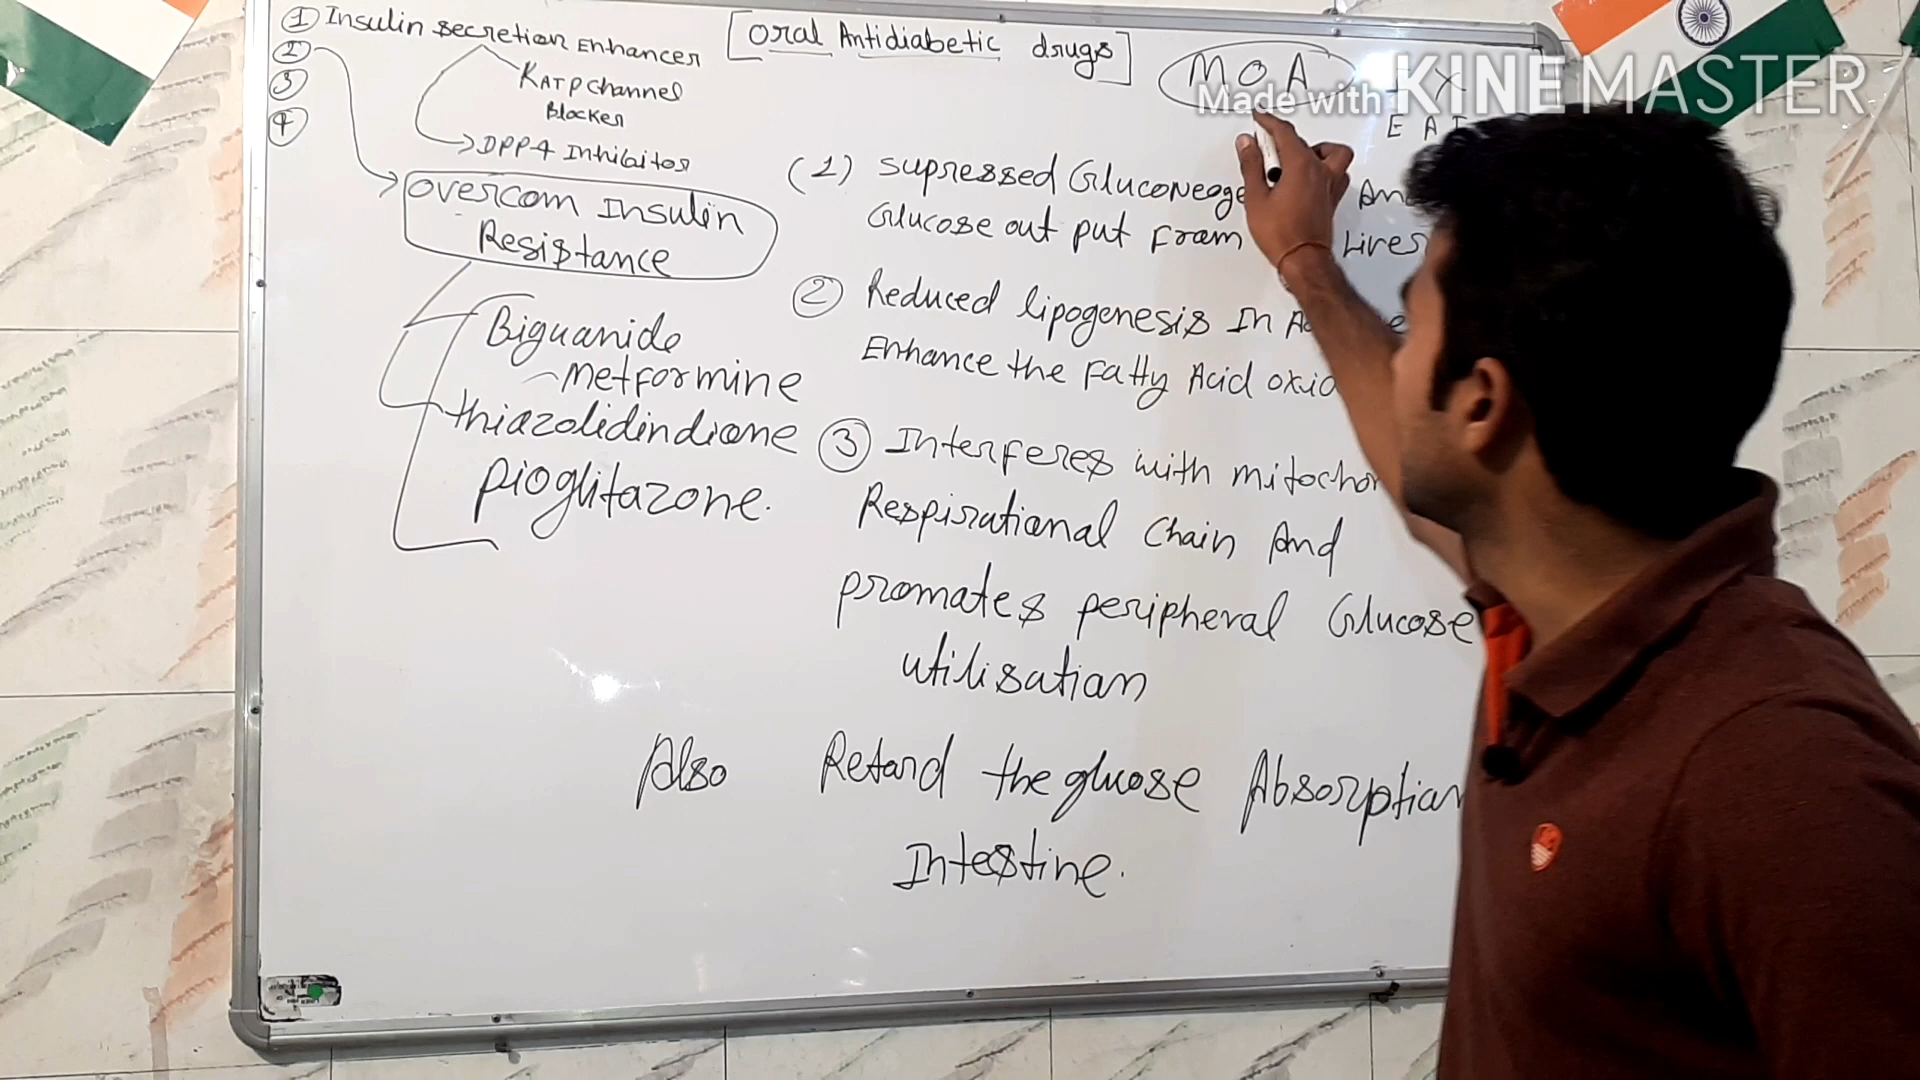 [oral Antidiabetic drugs]
① Insulin secretion Enhancer
②
③
④
KATP channel
Blocker
DPP4 Inhibitor
overcom Insulin
Resistance
Biguanide
metformine
thiazolidindione
pioglitazone.
MOA
Made with KINEMASTER
E A
(1) supressed Gluconeoge
Glucose out put from Liver
② Reduced lipogenesis In
Enhance the Fatty Acid oxid
③ Interferes with mitochon
Respirational chain And
promates peripheral Glucose
utilisation
Also Retard the glucose Absorption
Intestine.